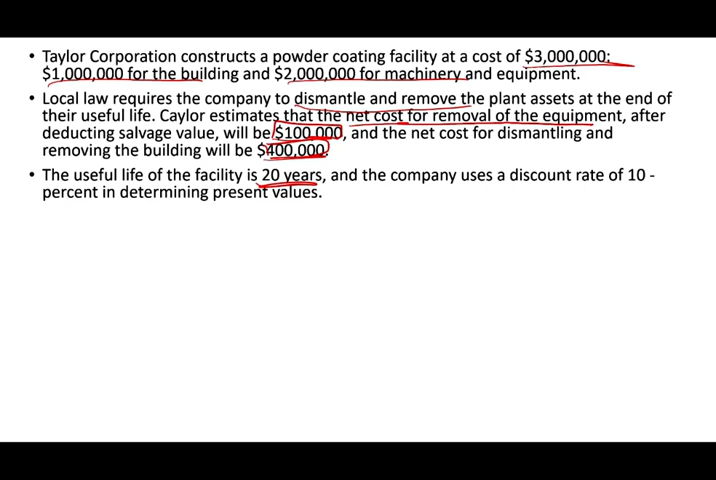 • Taylor Corporation constructs a powder coating facility at a cost of $3,000,000:
$1,000,000 for the building and $2,000,000 for machinery and equipment.
• Local law requires the company to dismantle and remove the plant assets at the end of
their useful life. Caylor estimates that the net cost for removal of the equipment, after
deducting salvage value, will be $100,000, and the net cost for dismantling and
removing the building will be $400,000.
• The useful life of the facility is 20 years, and the company uses a discount rate of 10 -
percent in determining present values.